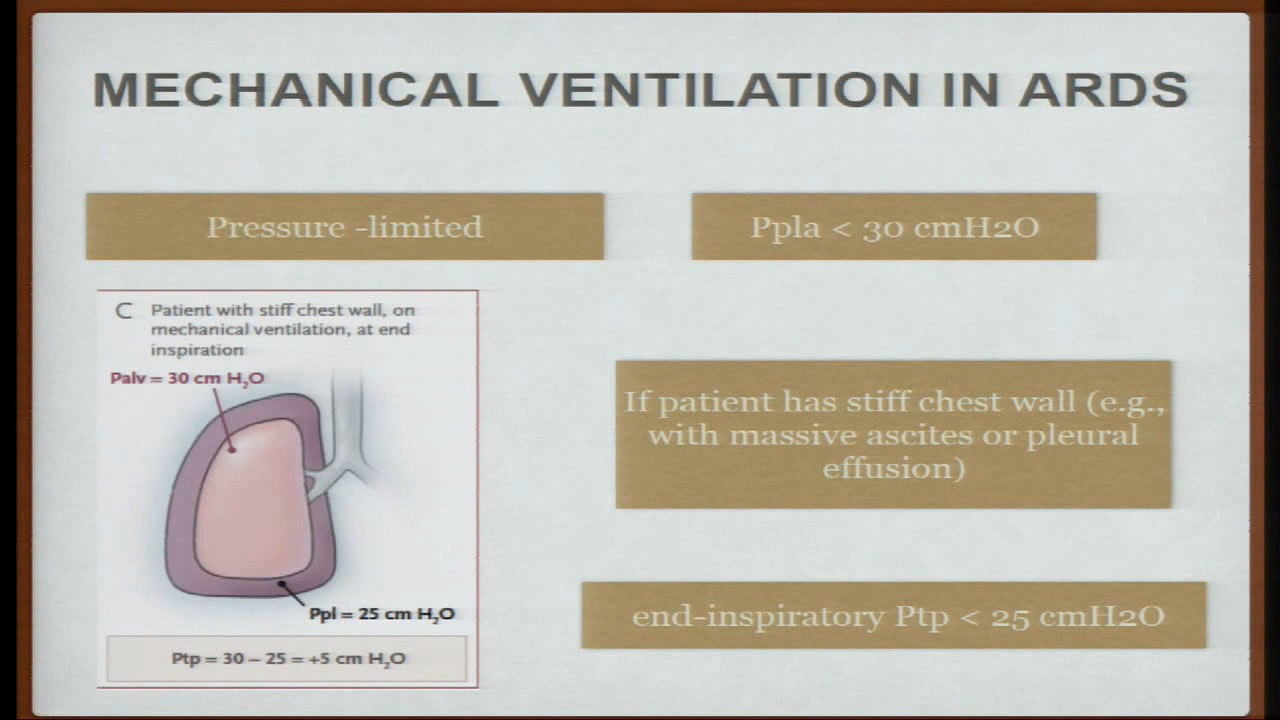 MECHANICAL VENTILATION IN ARDS
Pressure -limited
Ppla < 30 cmH2O
C Patient with stiff chest wall, on
mechanical ventilation, at end
inspiration
Palv = 30 cm H₂O
Ppl = 25 cm H₂O
Ptp = 30 – 25 = +5 cm H₂O
If patient has stiff chest wall (e.g.,
with massive ascites or pleural
effusion)
end-inspiratory Ptp < 25 cmH2O